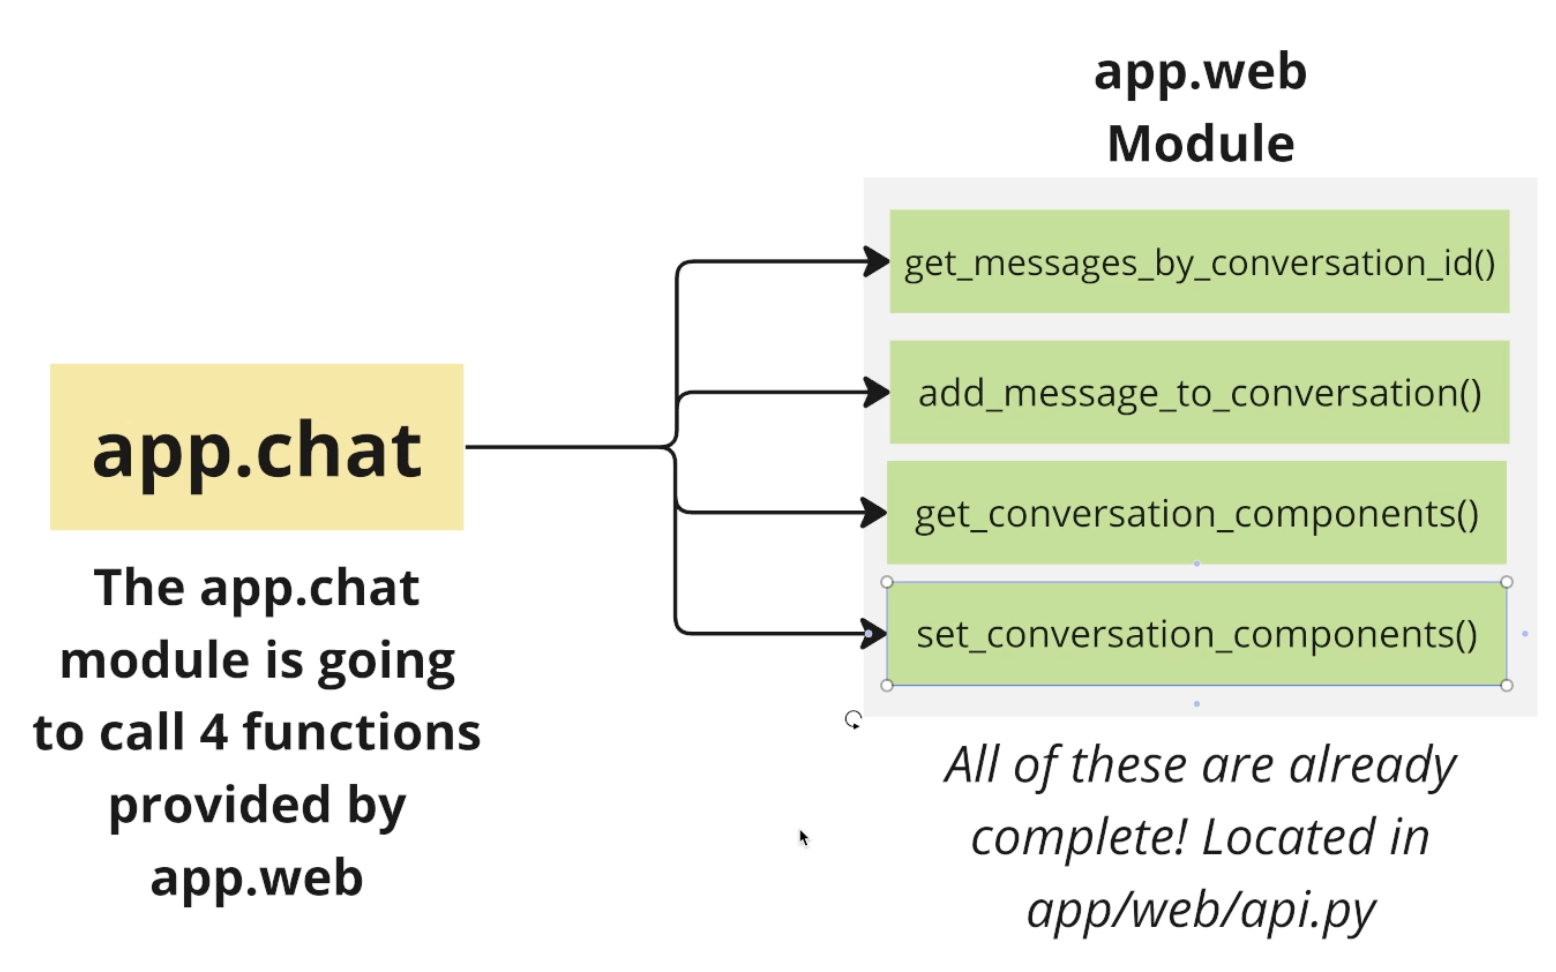 app.web
Module
get_messages_by_conversation_id()
add_message_to_conversation()
get_conversation_components()
set_conversation_components()
app.chat
The app.chat
module is going
to call 4 functions
provided by
app.web
All of these are already
complete! Located in
app/web/api.py